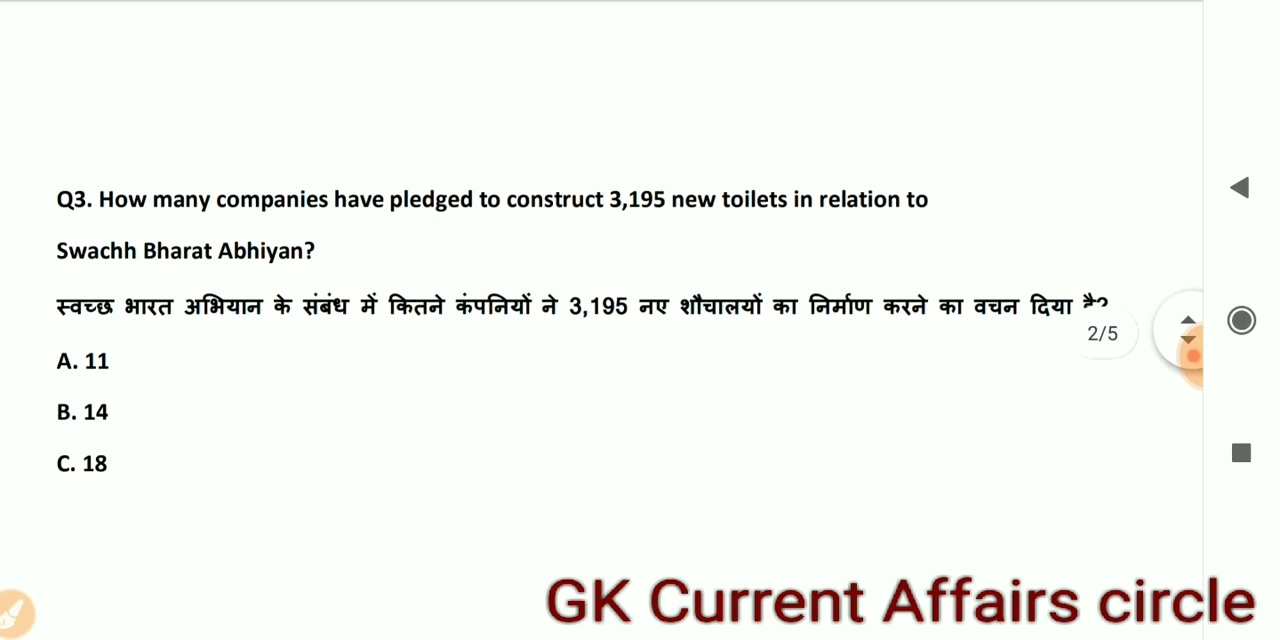 Q3. How many companies have pledged to construct 3,195 new toilets in relation to
Swachh Bharat Abhiyan?
स्वच्छ भारत अभियान के संबंध में कितने कंपनियों ने 3,195 नए शौचालयों का निर्माण करने का वचन दिया है?
2/5
A. 11
B. 14
C. 18
GK Current Affairs circle